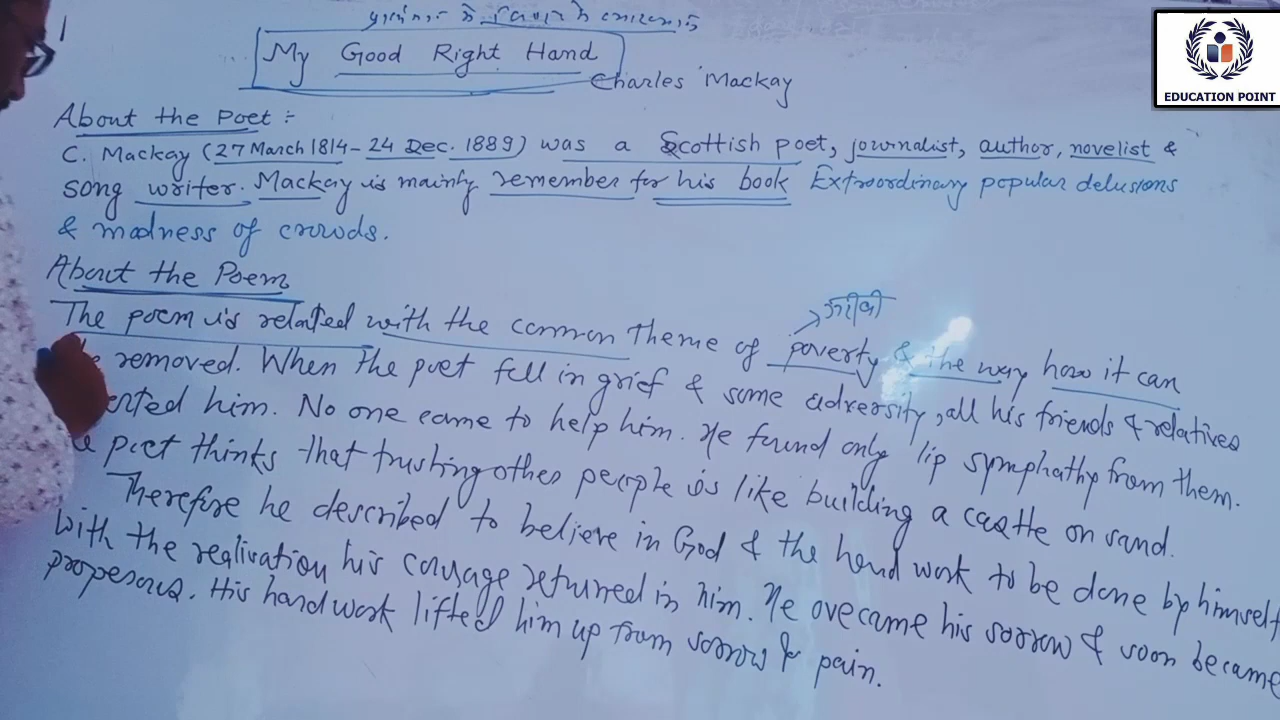 My Good Right Hand
Charles Mackay
EDUCATION POINT
About the Poet :
C. Mackay (27 March 1814 - 24 Dec. 1889) was a Scottish poet, journalist, author, novelist &
song writer. Mackay is mainly remember for his book Extraordinary popular delusions
& madness of crowds.
About the Poem
गरीबी
The poem is related with the common theme of poverty & the way how it can
removed. When the poet fell in grief & some adversity, all his friends & relatives
him. No one came to help him. He found only lip symphathy from them.
poet thinks that trusting other people is like building a castle on sand.
Therefore he described to believe in God & the hand work to be done by himself
with the realisation his courage returned in him. He overcame his sorrow & soon became
properous. His hand work lifted him up from sorrow & pain.